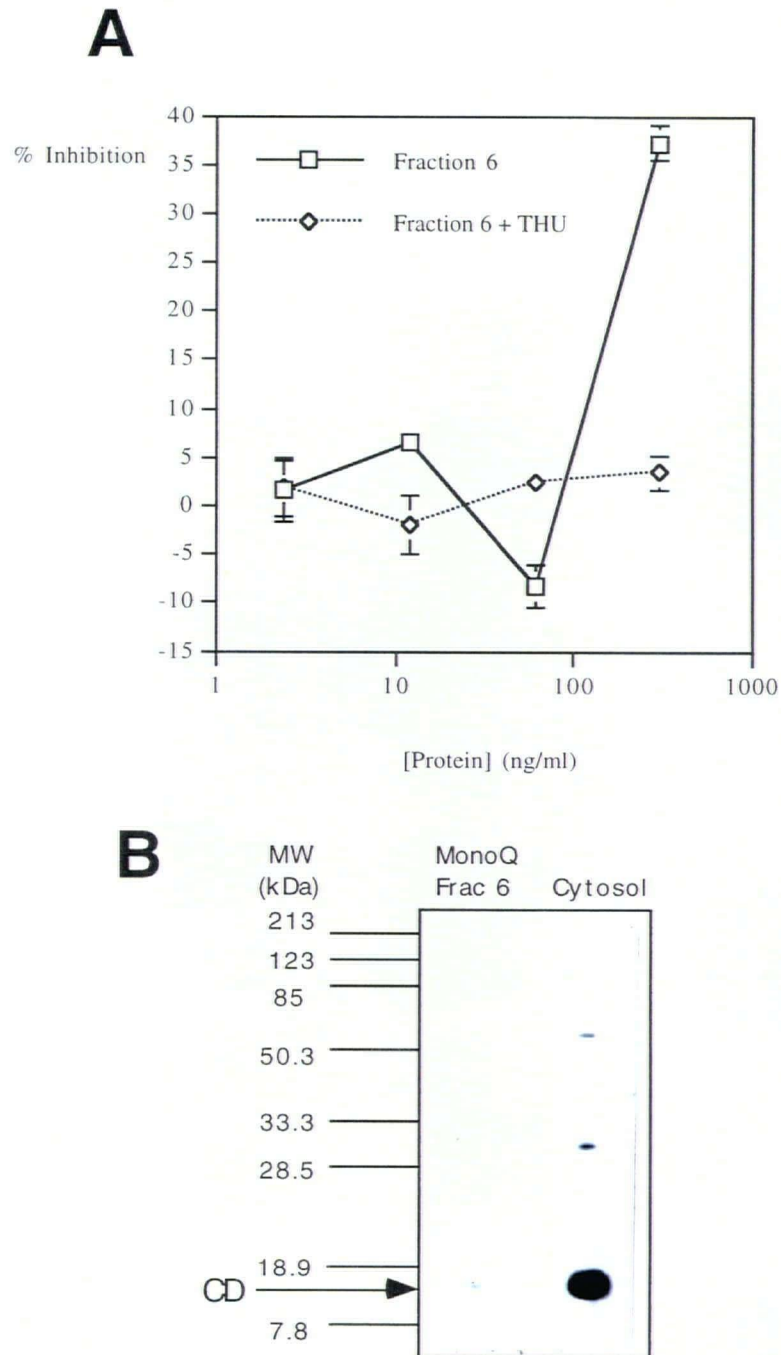 A
% Inhibition
40
35
30
25
20
15
10
5
0
-5
-10
-15
Fraction 6
Fraction 6 + THU
1 10 100 1000
[Protein] (ng/ml)
B
MW
(kDa)
MonoQ
Frac 6
Cytosol
213
123
85
50.3
33.3
28.5
18.9
CD
7.8